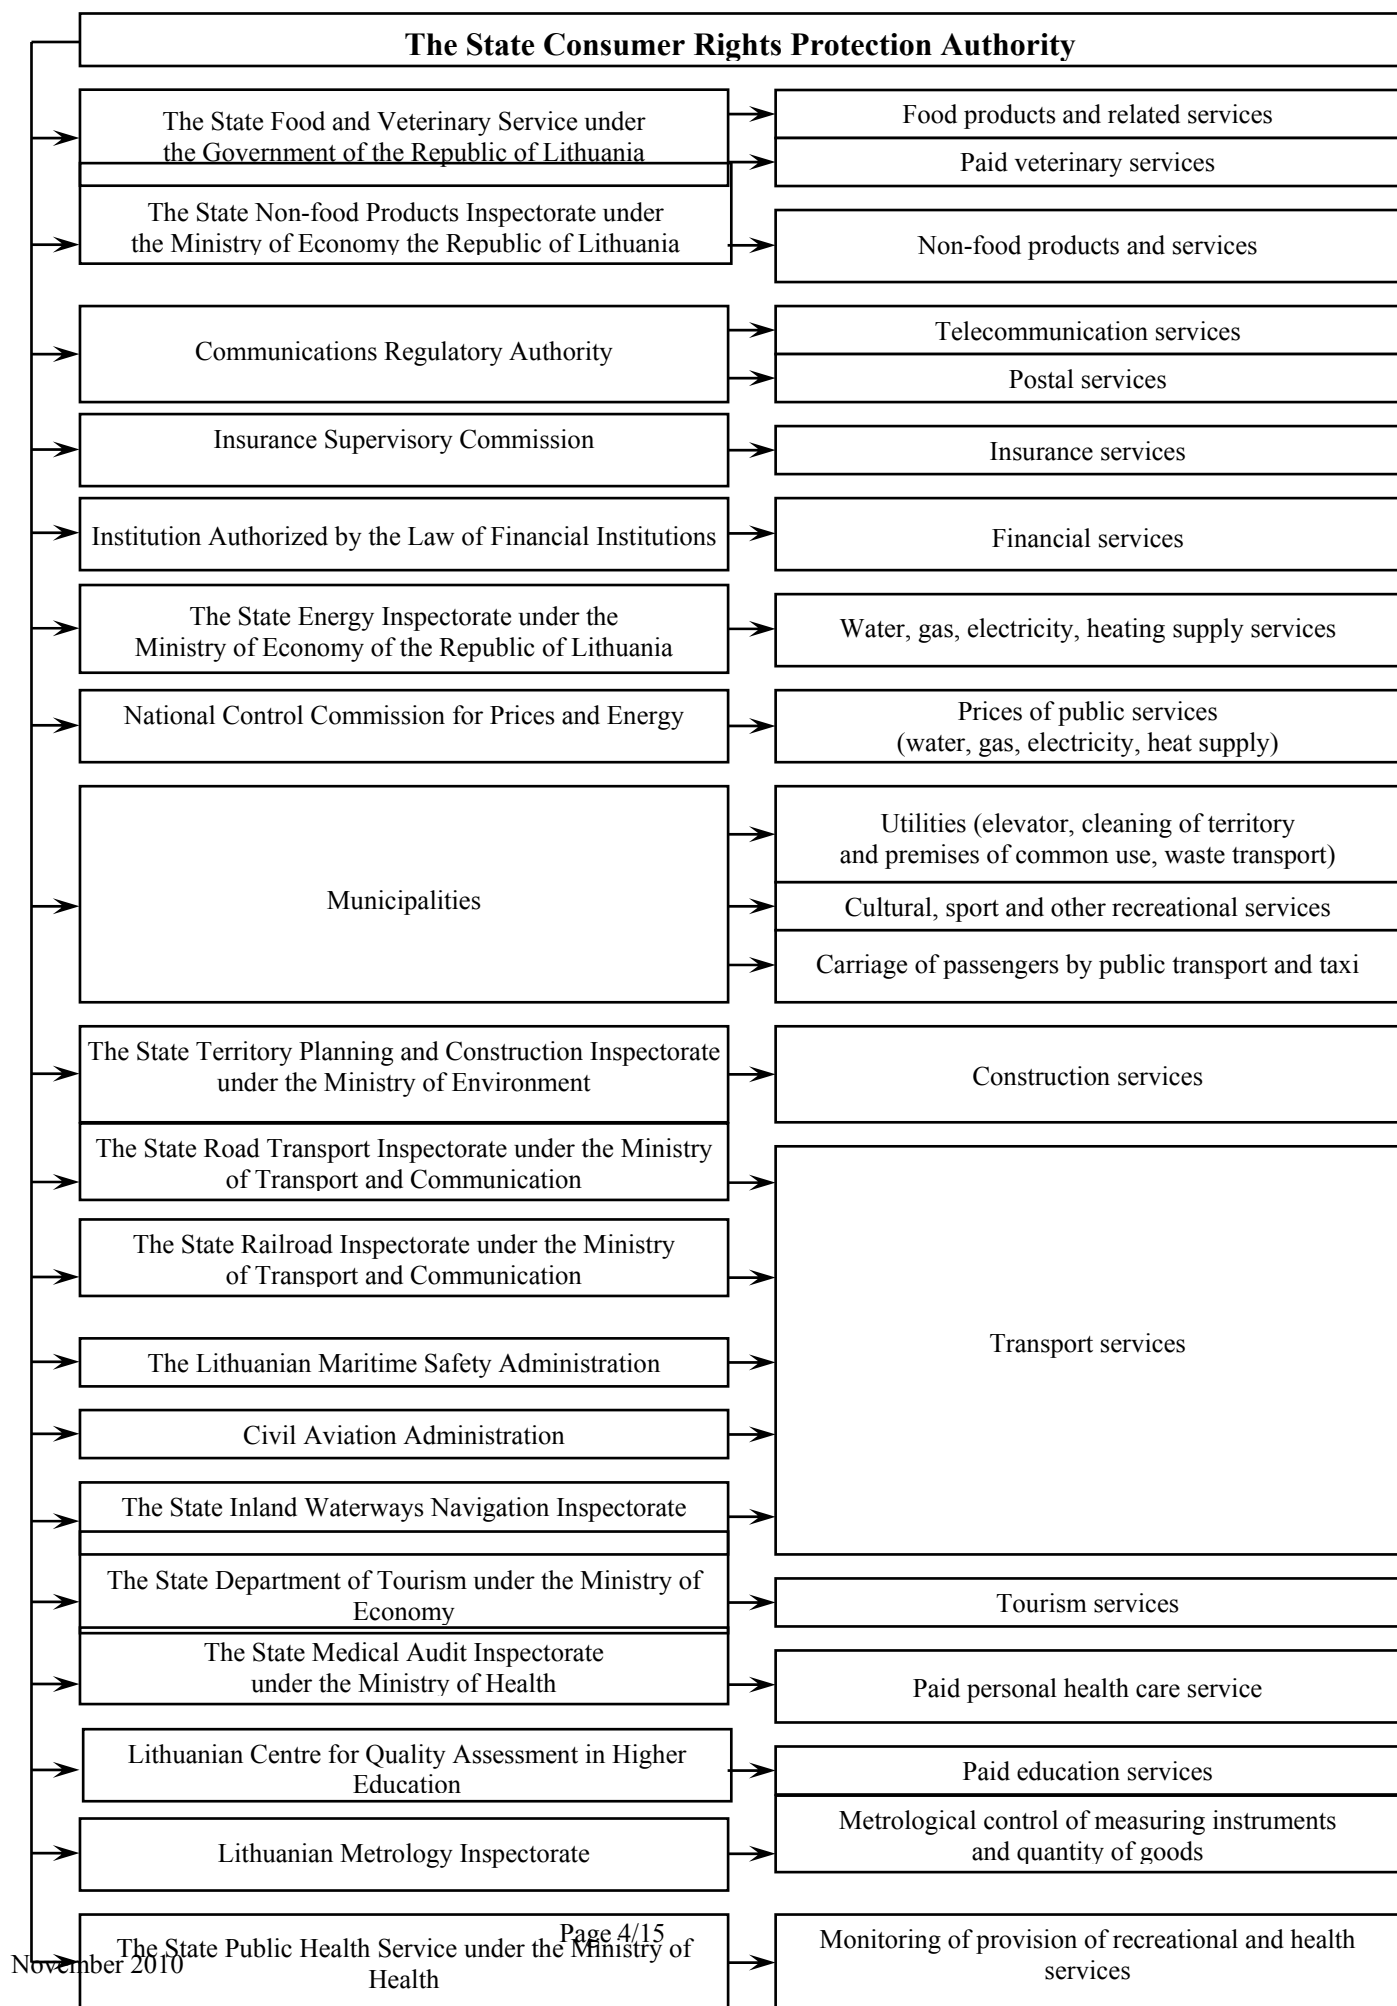 The State Consumer Rights Protection Authority
The State Food and Veterinary Service under
the Government of the Republic of Lithuania
Food products and related services
Paid veterinary services
The State Non-food Products Inspectorate under
the Ministry of Economy the Republic of Lithuania
Non-food products and services
Communications Regulatory Authority
Telecommunication services
Postal services
Insurance Supervisory Commission
Insurance services
Institution Authorized by the Law of Financial Institutions
Financial services
The State Energy Inspectorate under the
Ministry of Economy of the Republic of Lithuania
Water, gas, electricity, heating supply services
National Control Commission for Prices and Energy
Prices of public services
(water, gas, electricity, heat supply)
Municipalities
Utilities (elevator, cleaning of territory
and premises of common use, waste transport)
Cultural, sport and other recreational services
Carriage of passengers by public transport and taxi
The State Territory Planning and Construction Inspectorate
under the Ministry of Environment
Construction services
The State Road Transport Inspectorate under the Ministry
of Transport and Communication
The State Railroad Inspectorate under the Ministry
of Transport and Communication
The Lithuanian Maritime Safety Administration
Civil Aviation Administration
The State Inland Waterways Navigation Inspectorate
Transport services
The State Department of Tourism under the Ministry of
Economy
Tourism services
The State Medical Audit Inspectorate
under the Ministry of Health
Paid personal health care service
Lithuanian Centre for Quality Assessment in Higher
Education
Paid education services
Lithuanian Metrology Inspectorate
Metrological control of measuring instruments
and quantity of goods
The State Public Health Service under the Ministry of
Health
Monitoring of provision of recreational and health
services
Page 4/15
November 2010